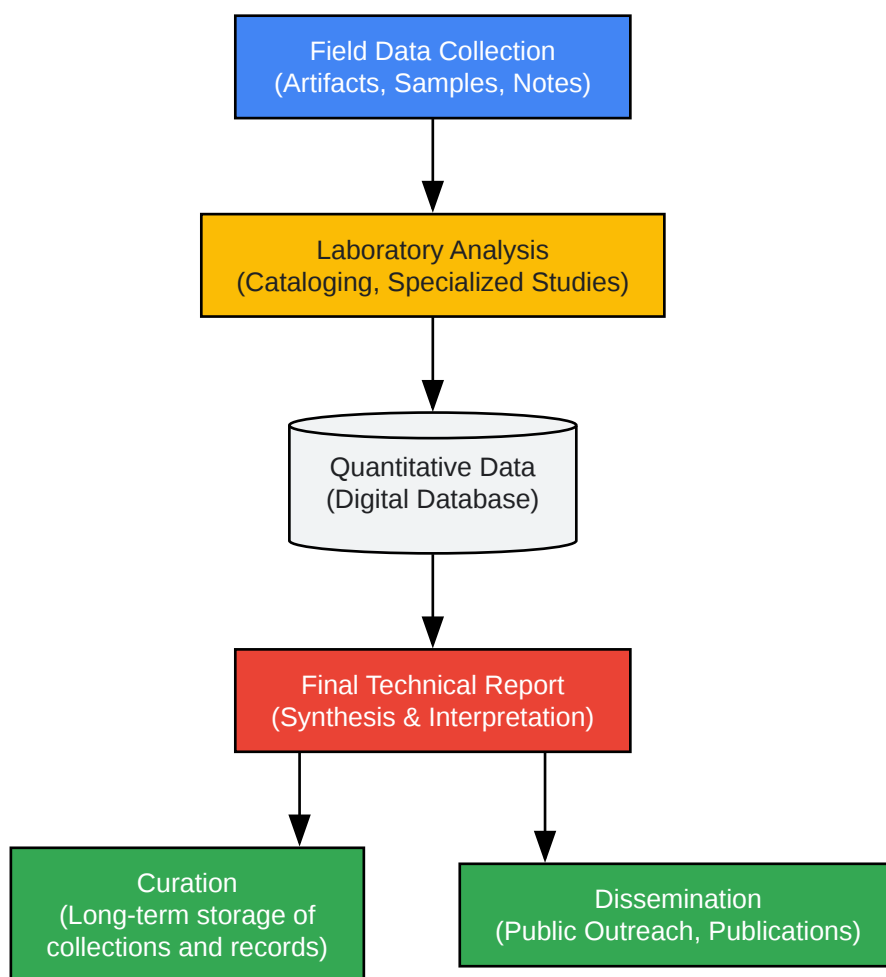 Field Data Collection
(Artifacts, Samples, Notes)
Laboratory Analysis
(Cataloging, Specialized Studies)
Quantitative Data
(Digital Database)
Final Technical Report
(Synthesis & Interpretation)
Curation
(Long-term storage of
collections and records)
Dissemination
(Public Outreach, Publications)